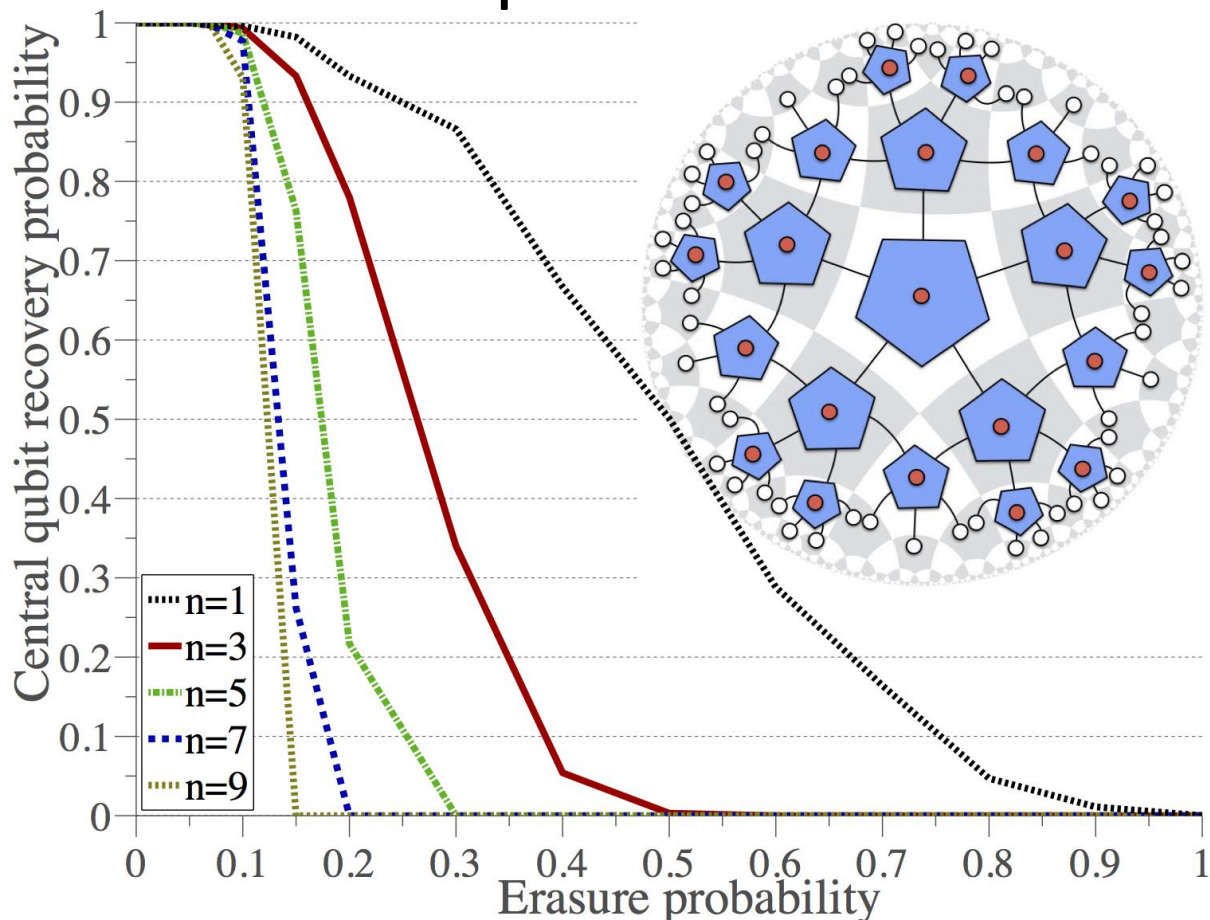 Central qubit recovery probability
1
0.9
0.8
0.7
0.6
0.5
0.4
0.3
0.2
0.1
0
n=1
n=3
n=5
n=7
n=9
0 0.1 0.2 0.3 0.4 0.5 0.6 0.7 0.8 0.9 1
Erasure probability